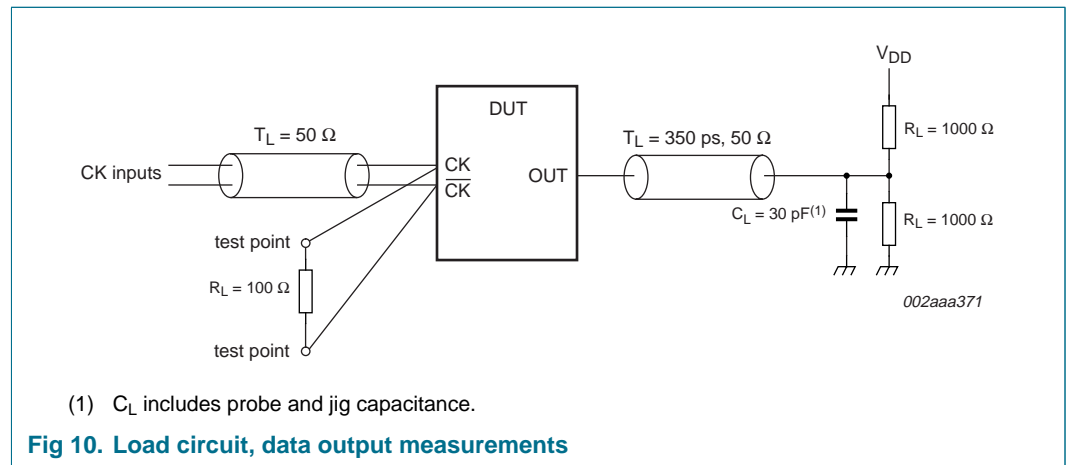 V_DD
DUT
R_L = 1000 Ω
T_L = 50 Ω
T_L = 350 ps, 50 Ω
CK inputs
CK
C̅K̅
OUT
C_L = 30 pF(1)
R_L = 1000 Ω
test point
R_L = 100 Ω
002aaa371
test point
(1) C_L includes probe and jig capacitance.
Fig 10. Load circuit, data output measurements